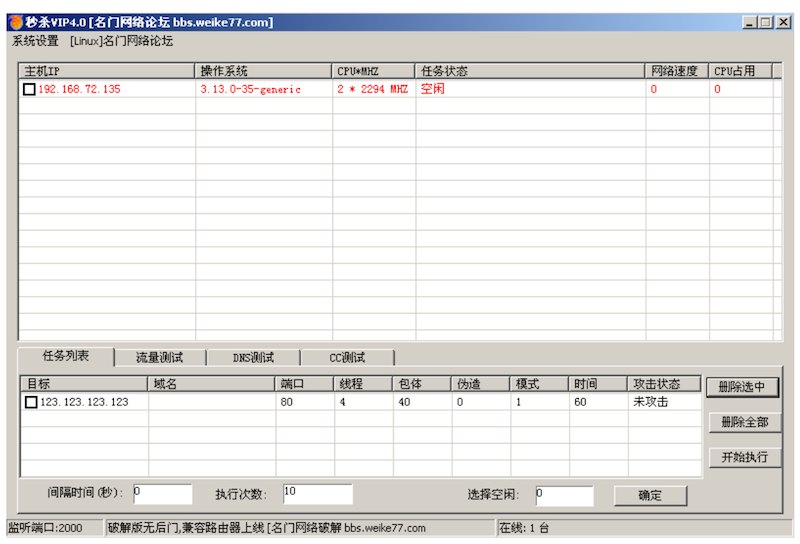 秒杀VIP4.0 [名门网络论坛 bbs.weike77.com]
系统设置 [Linux]名门网络论坛
主机IP 操作系统 CPU*MHZ 任务状态 网络速度 CPU占用
192.168.72.135 3.13.0-35-generic 2 * 2294 MHZ 空闲 0 0
任务列表 流量测试 DNS测试 CC测试
目标 域名 端口 线程 包体 伪造 模式 时间 攻击状态 删除选中
123.123.123.123 80 4 40 0 1 60 未攻击
删除全部
开始执行
间隔时间(秒): 0 执行次数: 10 选择空闲: 0 确定
监听端口:2000 破解版无后门,兼容路由器上线 [名门网络破解 bbs.weike77.com 在线: 1 台